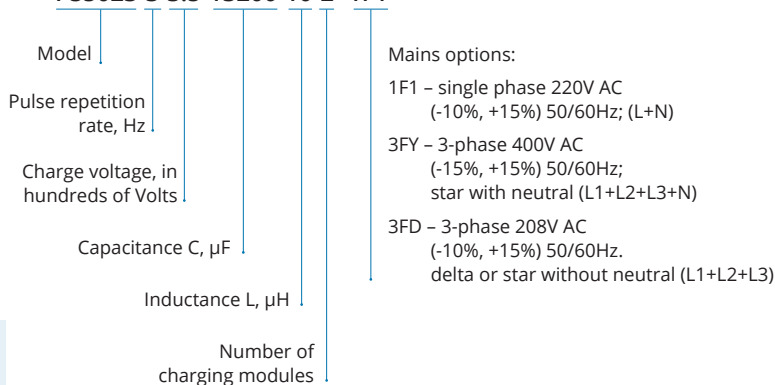 Model
Pulse repetition
rate, Hz
Charge voltage, in
hundreds of Volts
Capacitance C, µF
Inductance L, µH
Number of
charging modules
Mains options:
1F1 – single phase 220V AC
(-10%, +15%) 50/60Hz; (L+N)
3FY – 3-phase 400V AC
(-15%, +15%) 50/60Hz;
star with neutral (L1+L2+L3+N)
3FD – 3-phase 208V AC
(-10%, +15%) 50/60Hz.
delta or star without neutral (L1+L2+L3)